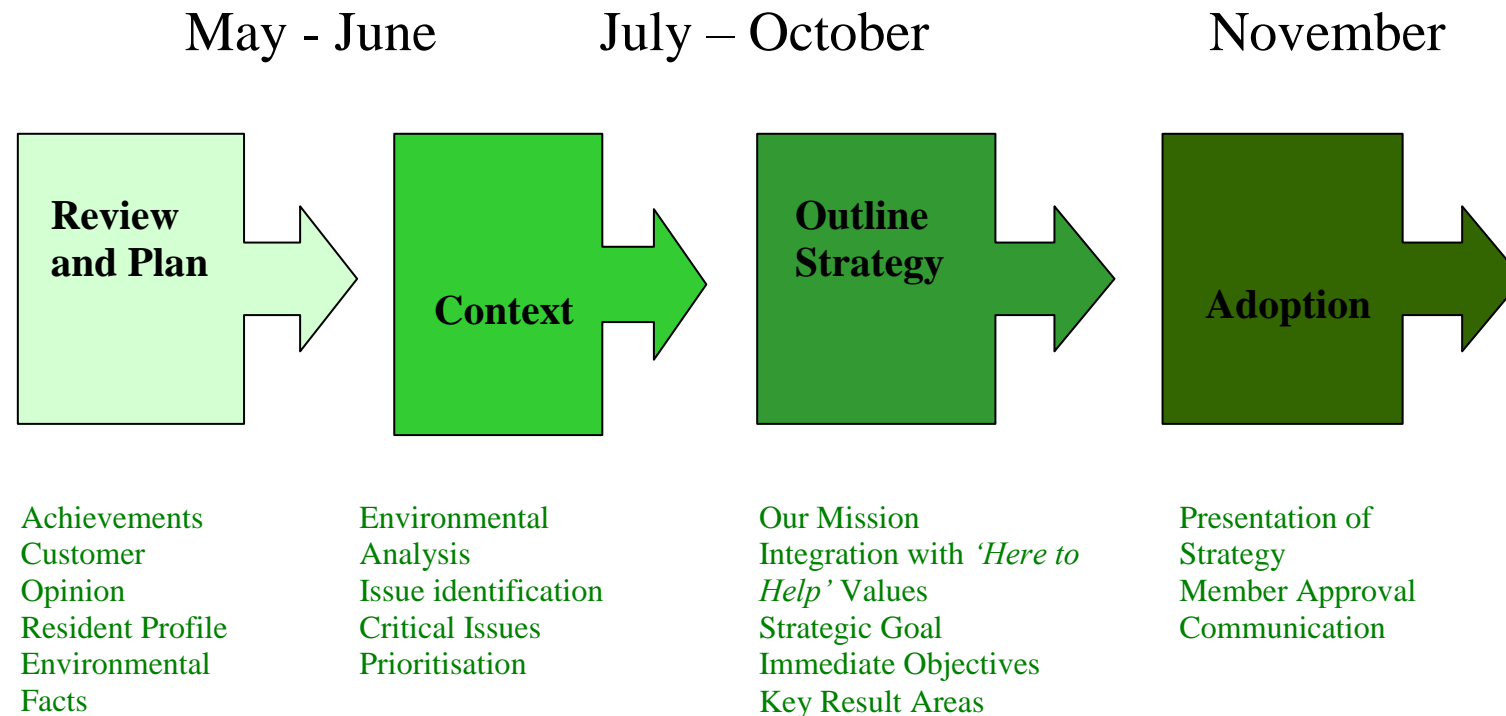 May - June
July – October
November
Review
and Plan
Context
Outline
Strategy
Adoption
Achievements
Customer
Opinion
Resident Profile
Environmental
Facts
Environmental
Analysis
Issue identification
Critical Issues
Prioritisation
Our Mission
Integration with ‘Here to
Help’ Values
Strategic Goal
Immediate Objectives
Key Result Areas
Presentation of
Strategy
Member Approval
Communication